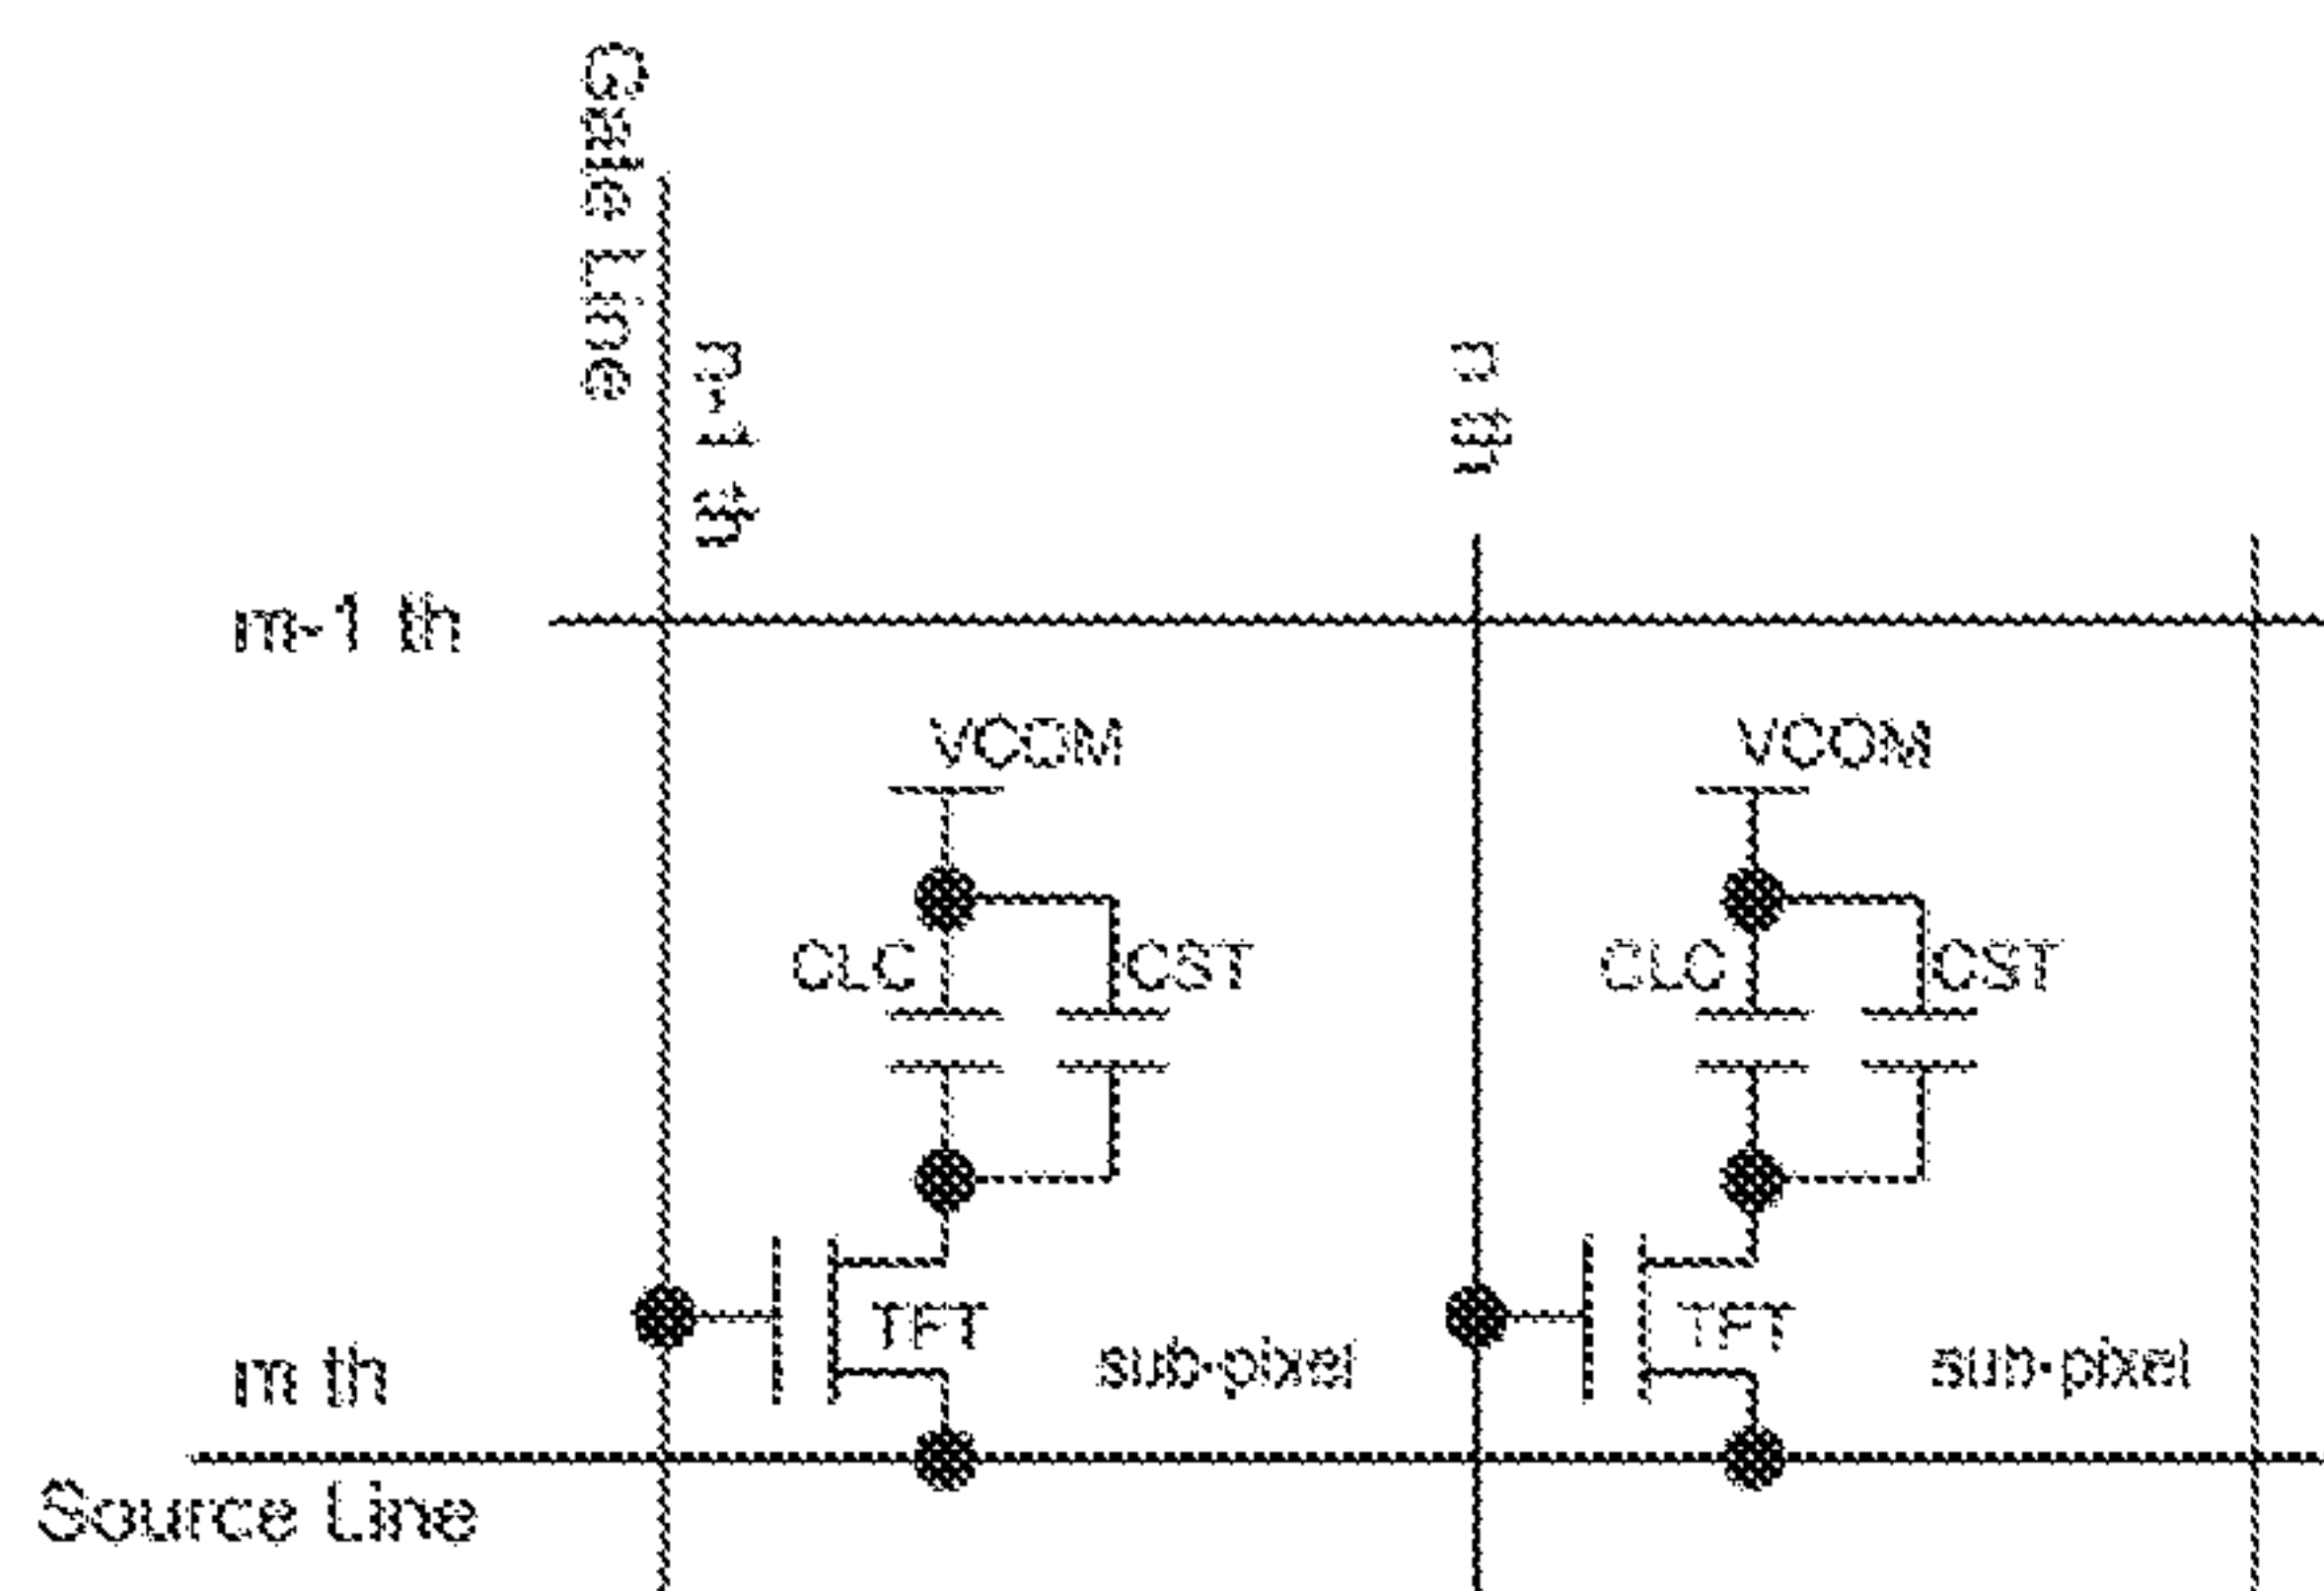 Gate Line
n-1 th
n th
m-1 th
VCOM
VCOM
CLC
CST
CLC
CST
TFT
sub-pixel
TFT
sub-pixel
m th
Source Line